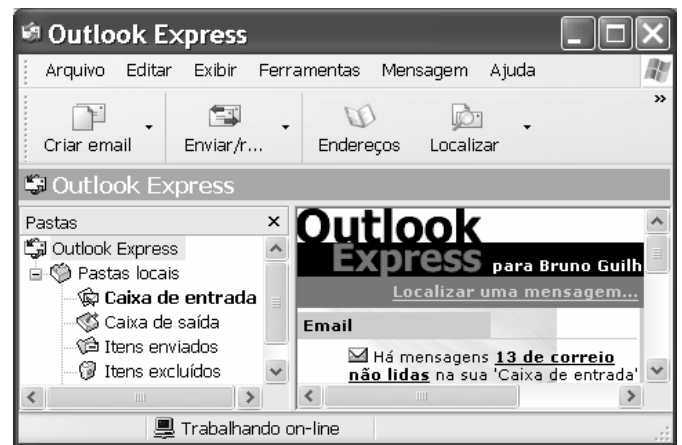 Outlook Express
Arquivo Editar Exibir Ferramentas Mensagem Ajuda
»
Criar email Enviar/r... Endereços Localizar
Outlook Express
Pastas
Outlook Express
Pastas locais
Caixa de entrada
Caixa de saída
Itens enviados
Itens excluídos
Outlook
Express para Bruno Guilh
Localizar uma mensagem...
Email
Há mensagens 13 de correio
não lidas na sua 'Caixa de entrada'
Trabalhando on-line